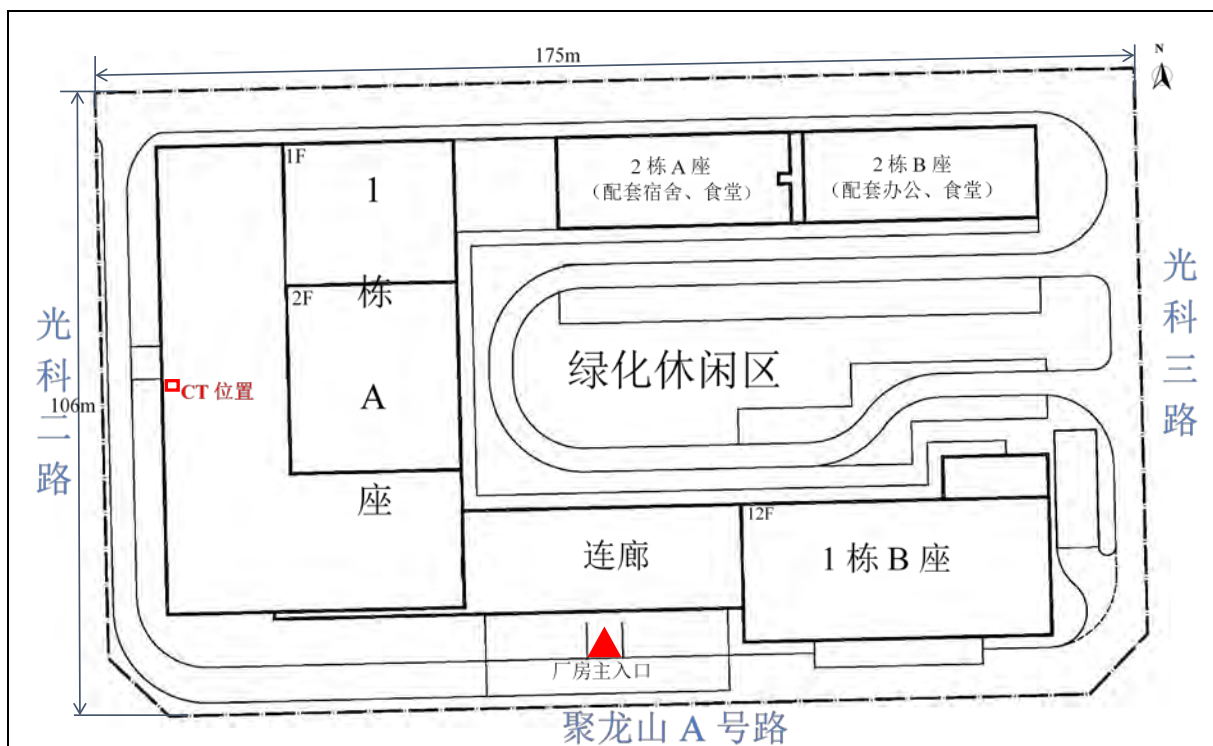 175m
N
1F
1
栋
2F
A
座
2 栋 A 座
（配套宿舍、食堂）
2 栋 B 座
（配套办公、食堂）
光科二路
106m
CT 位置
绿化休闲区
光科三路
连廊
12F
1 栋 B 座
厂房主入口
聚龙山 A 号路